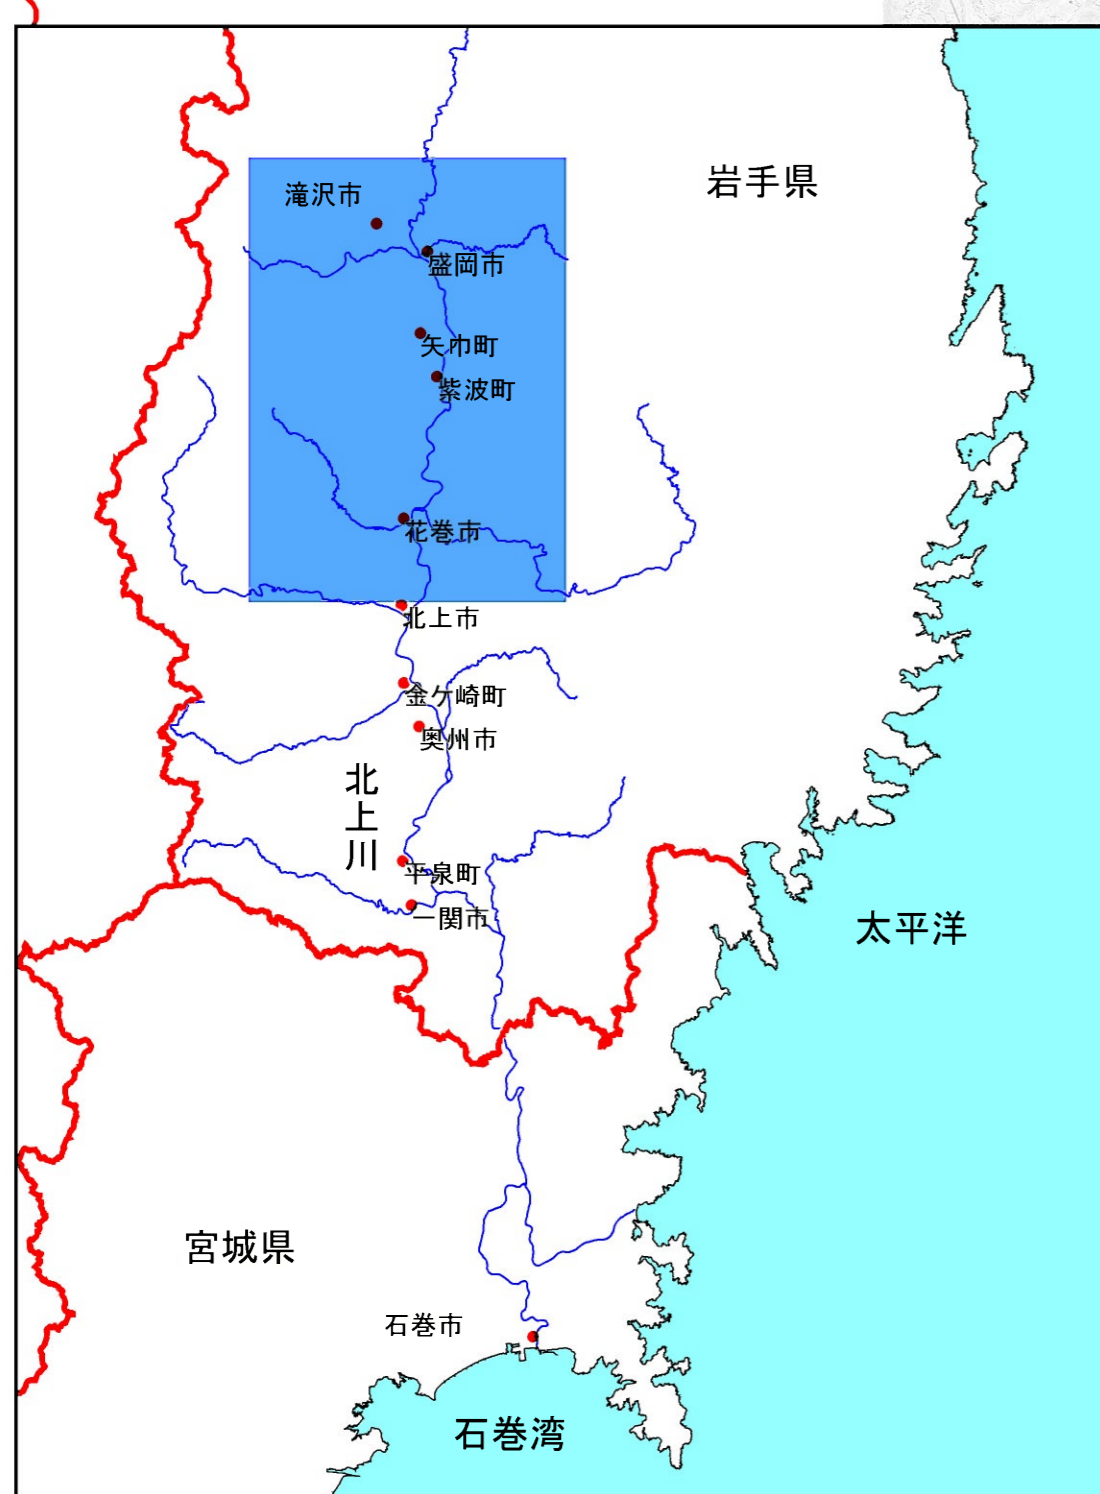 岩手県
滝沢市
盛岡市
矢巾町
紫波町
花巻市
北上市
金ケ崎町
奥州市
北上川
平泉町
一関市
太平洋
宮城県
石巻市
石巻湾